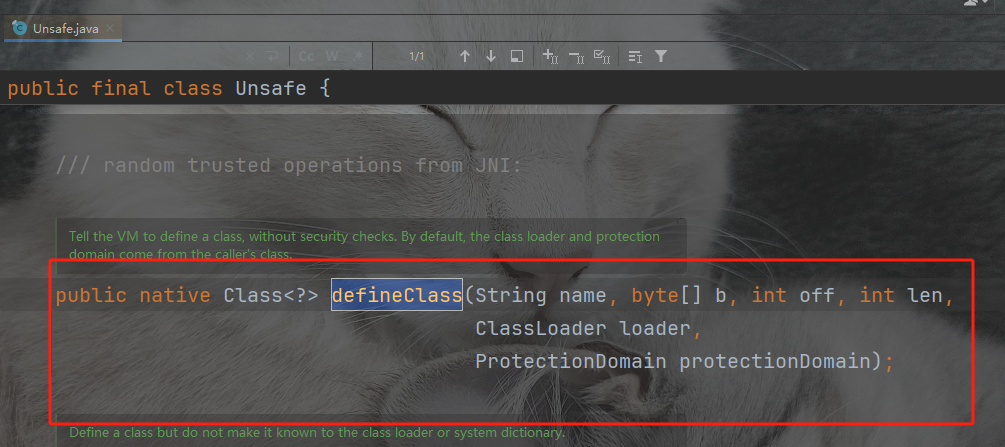 Unsafe.java
Cc W .*
1/1
public final class Unsafe {
/// random trusted operations from JNI:
Tell the VM to define a class, without security checks. By default, the class loader and protection
domain come from the caller's class.
public native Class<?> defineClass(String name, byte[] b, int off, int len,
ClassLoader loader,
ProtectionDomain protectionDomain);
Define a class but do not make it known to the class loader or system dictionary.